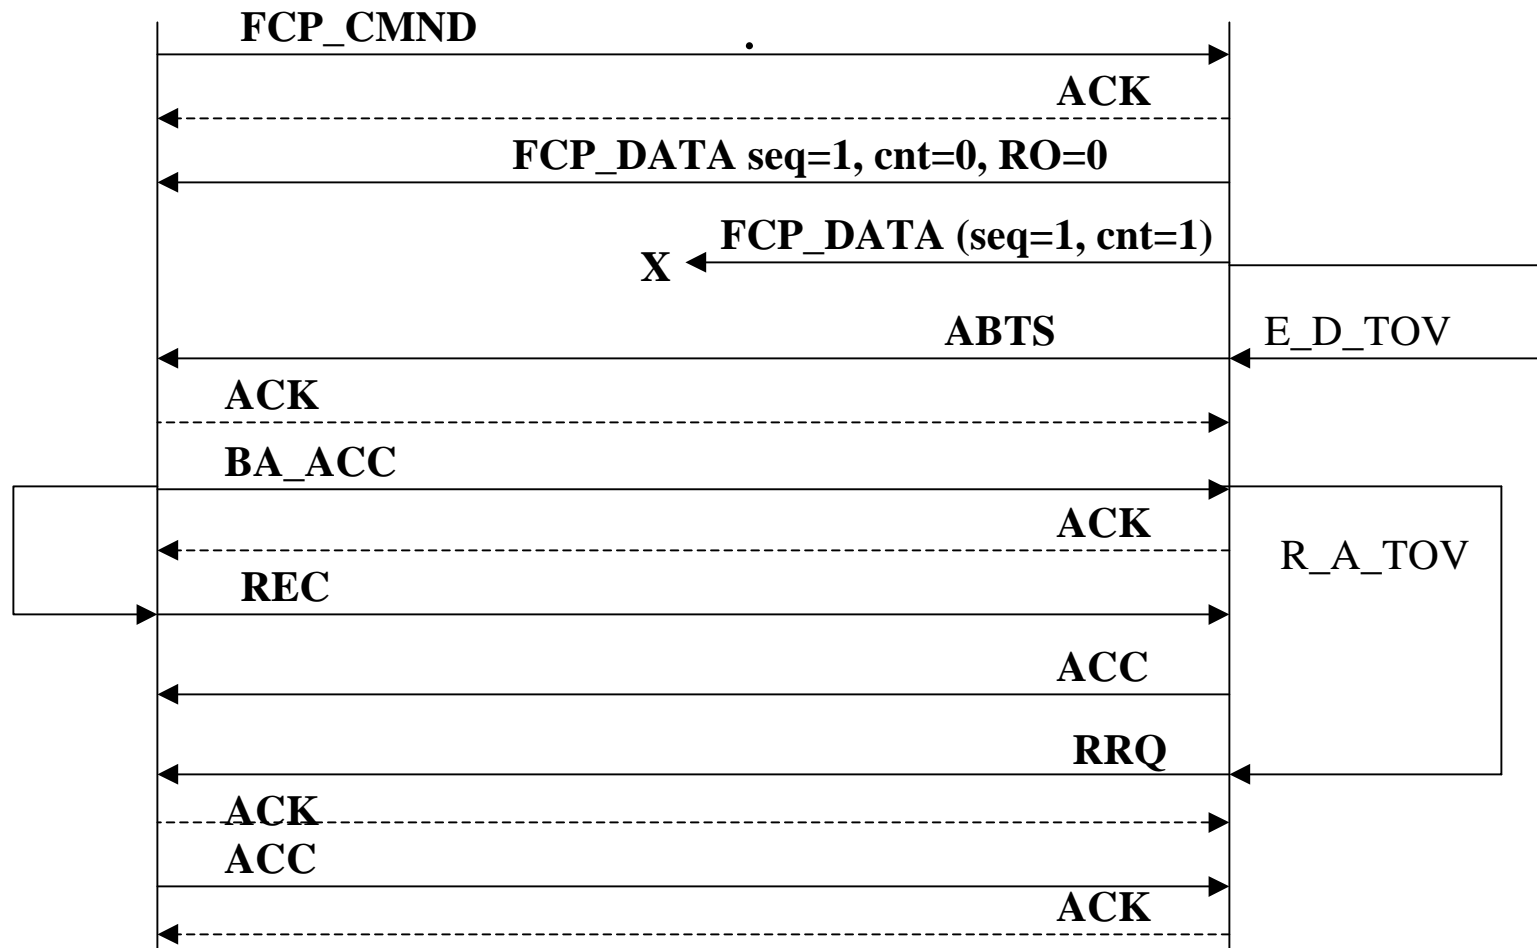 FCP_CMND
ACK
FCP_DATA seq=1, cnt=0, RO=0
FCP_DATA (seq=1, cnt=1)
X
ABTS
E_D_TOV
ACK
BA_ACC
ACK
R_A_TOV
REC
ACC
RRQ
ACK
ACC
ACK